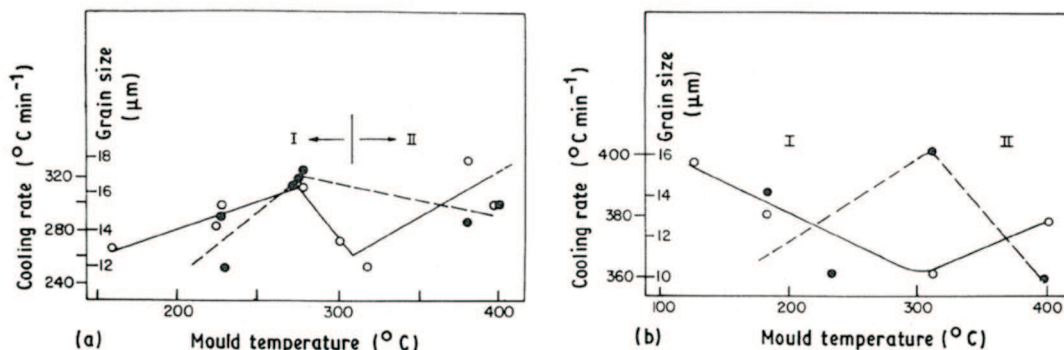 Cooling rate (°C min⁻¹)
Grain size
(μm)
320
280
240
18
16
14
12
I
II
200
300
400
(a)
Mould temperature (°C)
Cooling rate (°C min⁻¹)
Grain size
(μm)
400
380
360
16
14
12
10
I
II
100
200
300
400
(b)
Mould temperature (°C)